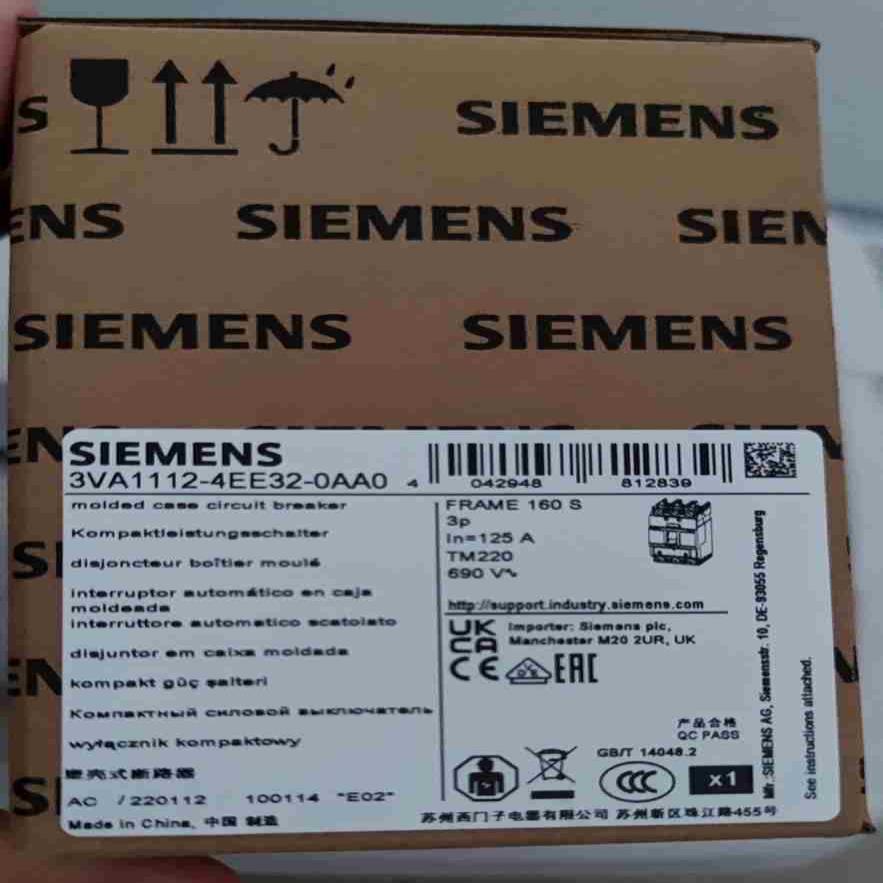 S SIEMENS
ENS SIEMENS SIEM
SIEMENS SIEMENS
SIEMENS
3VA1112-4EE32-0AA0
4 042948 812839
molded case circuit breaker
Kompaktleistungsschalter
disjoncteur boîtier moulé
interruptor automático en caja
moldeada
interruttore automatico scatolato
disjuntor em caixa moldada
kompakt güç şalteri
Компактный силовой выключатель
wyłącznik kompaktowy
塑壳式断路器
AC /220112 100114 "E02"
Made in China, 中国 制造
FRAME 160 S
3p
In=125 A
TM220
690 V
http://support.industry.siemens.com
UK
CA
Importer: Siemens plc,
Manchester M20 2UR, UK
CE EAC
产品合格
QC PASS
GB/T 14048.2
CCC
x1
苏州西门子电器有限公司 苏州新区珠江路455号
Mfr.:SIEMENS AG, Siemensstr. 10, DE-93055 Regensburg
See instructions attached.